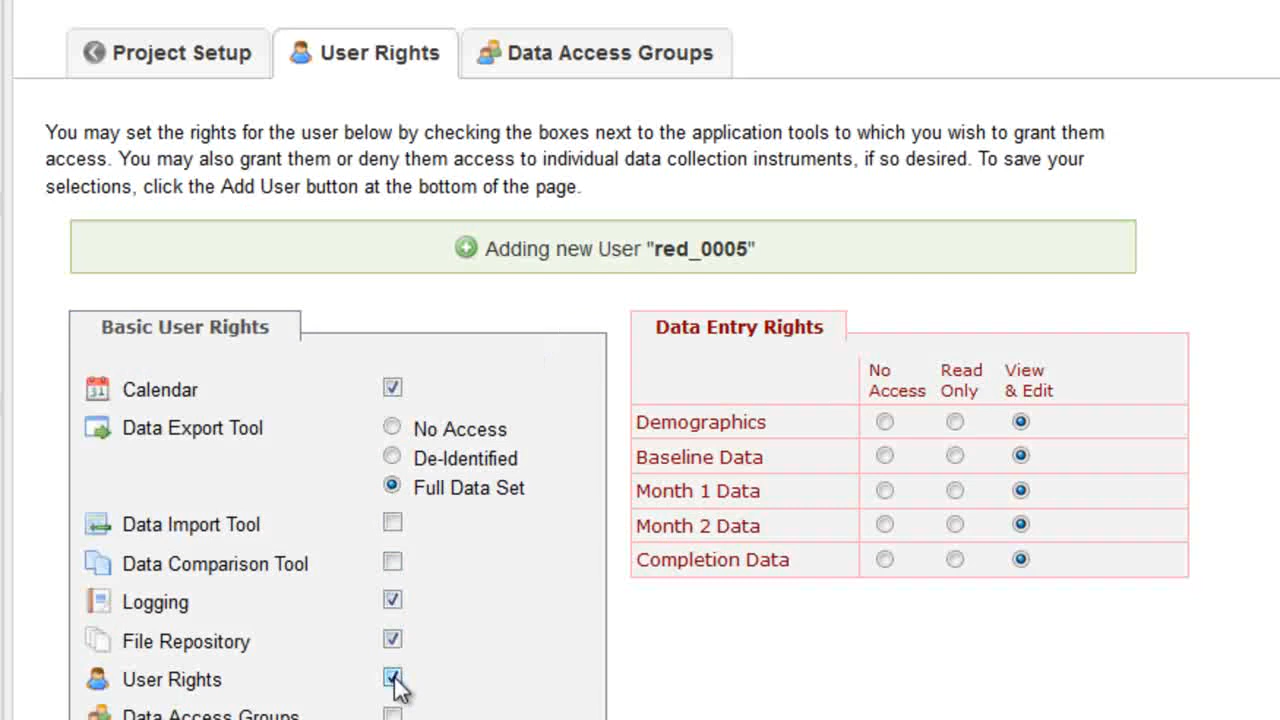 Project Setup
User Rights
Data Access Groups
You may set the rights for the user below by checking the boxes next to the application tools to which you wish to grant them
access. You may also grant them or deny them access to individual data collection instruments, if so desired. To save your
selections, click the Add User button at the bottom of the page.
Adding new User "red_0005"
Basic User Rights
Calendar
31
Data Export Tool
No Access
De-Identified
Full Data Set
Data Import Tool
Data Comparison Tool
Logging
File Repository
User Rights
Data Access Groups
Data Entry Rights
No Access
Read Only
View & Edit
Demographics
Baseline Data
Month 1 Data
Month 2 Data
Completion Data